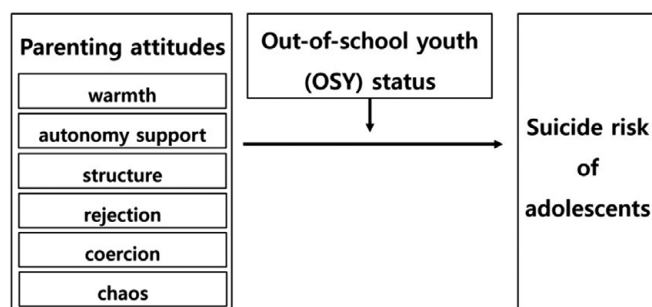 Parenting attitudes
warmth
autonomy support
structure
rejection
coercion
chaos
Out-of-school youth
(OSY) status
Suicide risk
of
adolescents